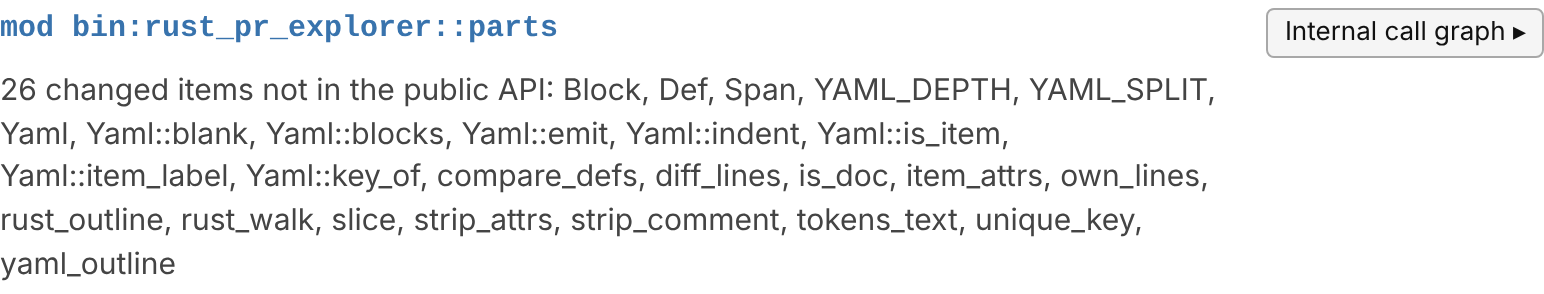 mod bin:rust_pr_explorer::parts
Internal call graph ▸
26 changed items not in the public API: Block, Def, Span, YAML_DEPTH, YAML_SPLIT,
Yaml, Yaml::blank, Yaml::blocks, Yaml::emit, Yaml::indent, Yaml::is_item,
Yaml::item_label, Yaml::key_of, compare_defs, diff_lines, is_doc, item_attrs, own_lines,
rust_outline, rust_walk, slice, strip_attrs, strip_comment, tokens_text, unique_key,
yaml_outline